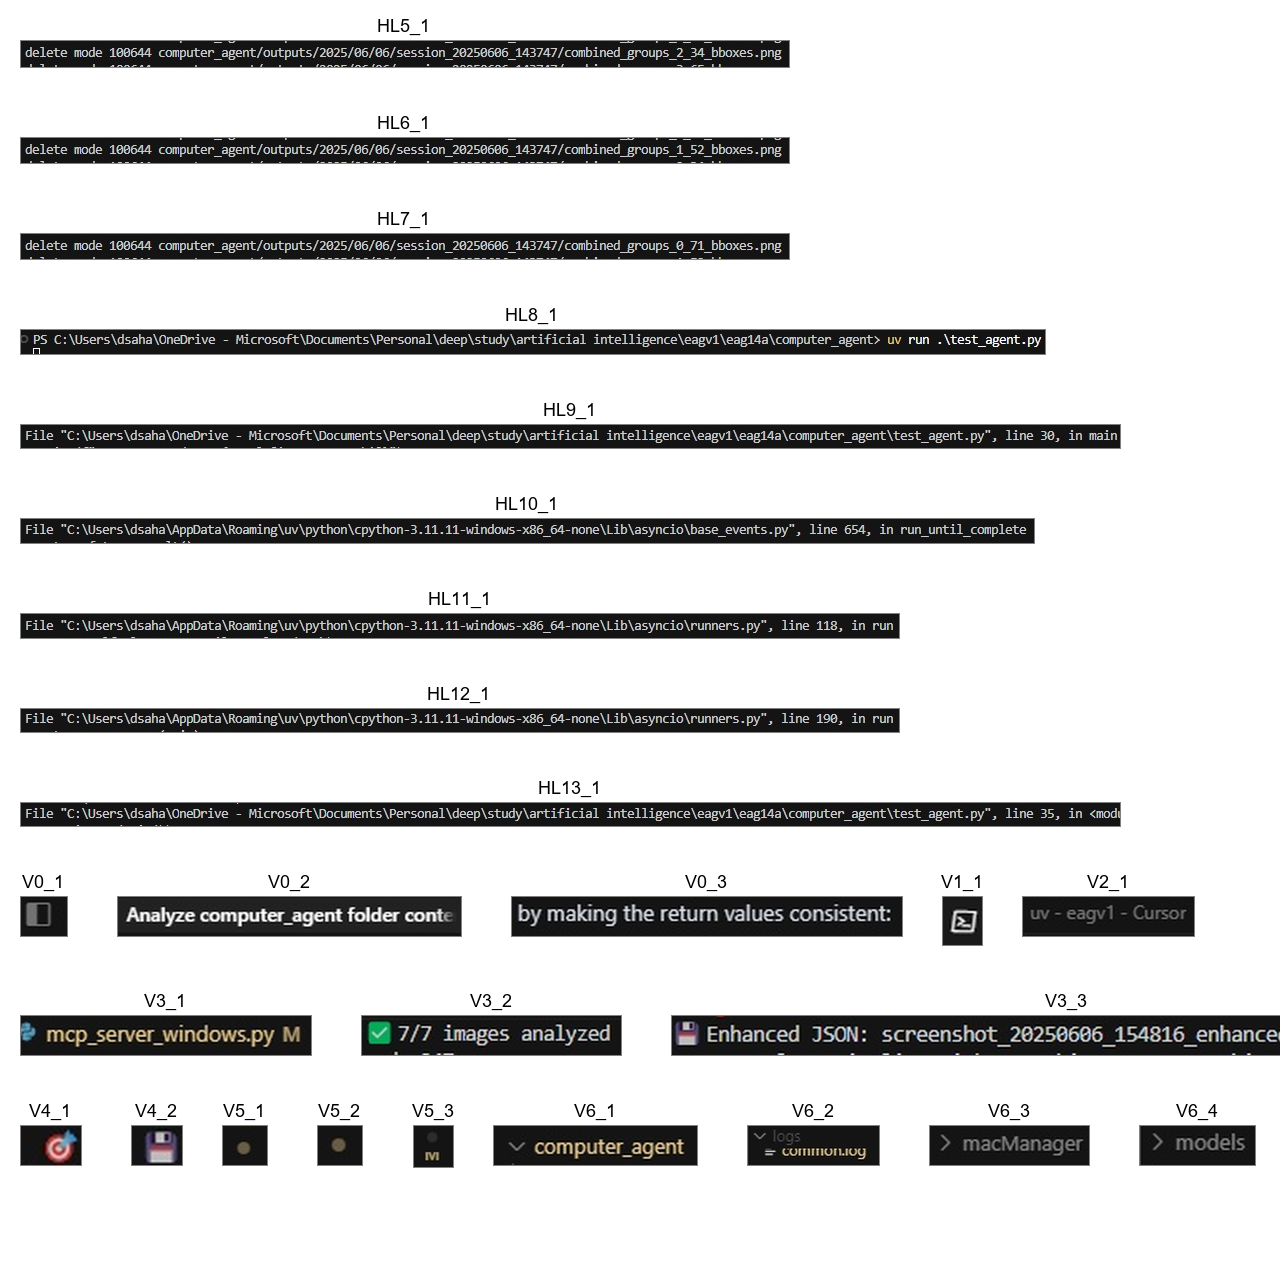 HL5_1
delete mode 100644 computer_agent/outputs/2025/06/06/session_20250606_143747/combined_groups_2_34_bboxes.png
HL6_1
delete mode 100644 computer_agent/outputs/2025/06/06/session_20250606_143747/combined_groups_1_52_bboxes.png
HL7_1
delete mode 100644 computer_agent/outputs/2025/06/06/session_20250606_143747/combined_groups_0_71_bboxes.png
HL8_1
PS C:\Users\dsaha\OneDrive - Microsoft\Documents\Personal\deep\study\artificial intelligence\eagv1\eag14a\computer_agent> uv run .\test_agent.py
HL9_1
File "C:\Users\dsaha\OneDrive - Microsoft\Documents\Personal\deep\study\artificial intelligence\eagv1\eag14a\computer_agent\test_agent.py", line 30, in main
HL10_1
File "C:\Users\dsaha\AppData\Roaming\uv\python\cpython-3.11.11-windows-x86_64-none\Lib\asyncio\base_events.py", line 654, in run_until_complete
HL11_1
File "C:\Users\dsaha\AppData\Roaming\uv\python\cpython-3.11.11-windows-x86_64-none\Lib\asyncio\runners.py", line 118, in run
HL12_1
File "C:\Users\dsaha\AppData\Roaming\uv\python\cpython-3.11.11-windows-x86_64-none\Lib\asyncio\runners.py", line 190, in run
HL13_1
File "C:\Users\dsaha\OneDrive - Microsoft\Documents\Personal\deep\study\artificial intelligence\eagv1\eag14a\computer_agent\test_agent.py", line 35, in <modu
V0_1 V0_2 V0_3 V1_1 V2_1
Analyze computer_agent folder conte by making the return values consistent: uv - eagv1 - Cursor
V3_1 V3_2 V3_3
mcp_server_windows.py M ✅ 7/7 images analyzed 💾 Enhanced JSON: screenshot_20250606_154816_enhanced
V4_1 V4_2 V5_1 V5_2 V5_3 V6_1 V6_2 V6_3 V6_4
M computer_agent logs macManager models
common.log